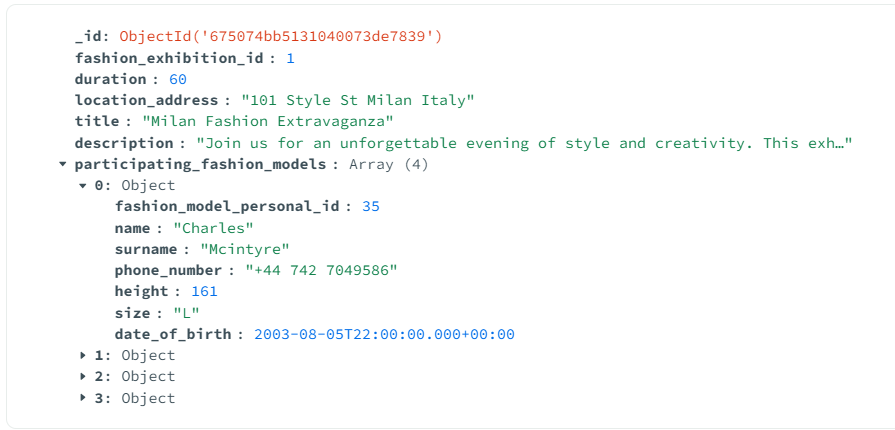 _id: ObjectId('675074bb5131040073de7839')
fashion_exhibition_id : 1
duration : 60
location_address : "101 Style St Milan Italy"
title : "Milan Fashion Extravaganza"
description : "Join us for an unforgettable evening of style and creativity. This exh…"
participating_fashion_models : Array (4)
0: Object
fashion_model_personal_id : 35
name : "Charles"
surname : "Mcintyre"
phone_number : "+44 742 7049586"
height : 161
size : "L"
date_of_birth : 2003-08-05T22:00:00.000+00:00
1: Object
2: Object
3: Object